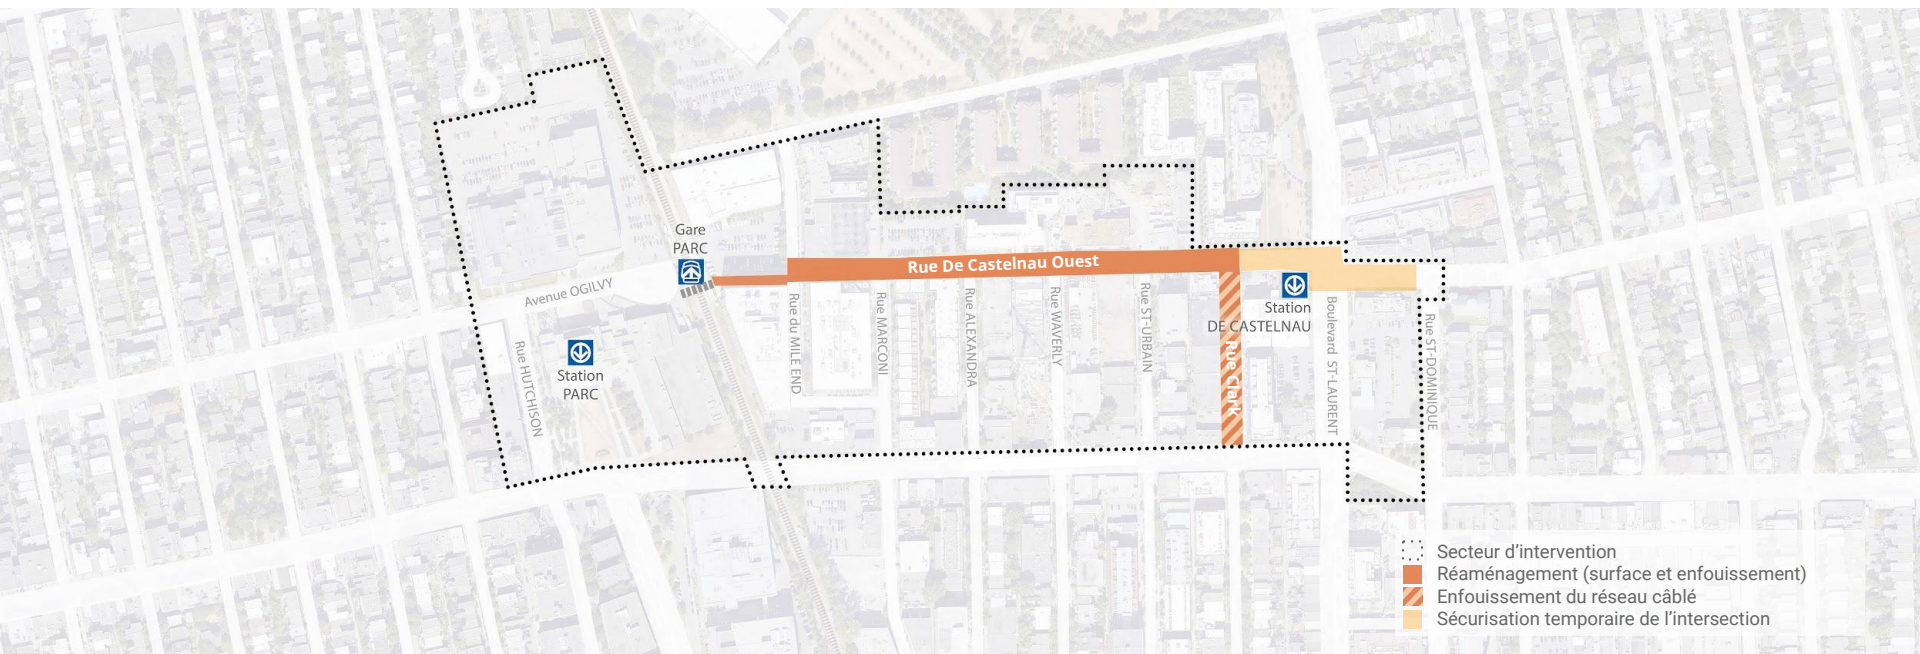 Gare
PARC
Rue De Castelnau Ouest
Avenue OGILVY
Station
DE CASTELNAU
Station
PARC
Rue HUTCHISON
Rue du MILE END
Rue MARCONI
Rue ALEXANDRA
Rue WAVERLY
Rue ST-URBAIN
Rue Clark
Boulevard ST-LAURENT
Rue ST-DOMINIQUE
Secteur d'intervention
Réaménagement (surface et enfouissement)
Enfouissement du réseau câblé
Sécurisation temporaire de l'intersection